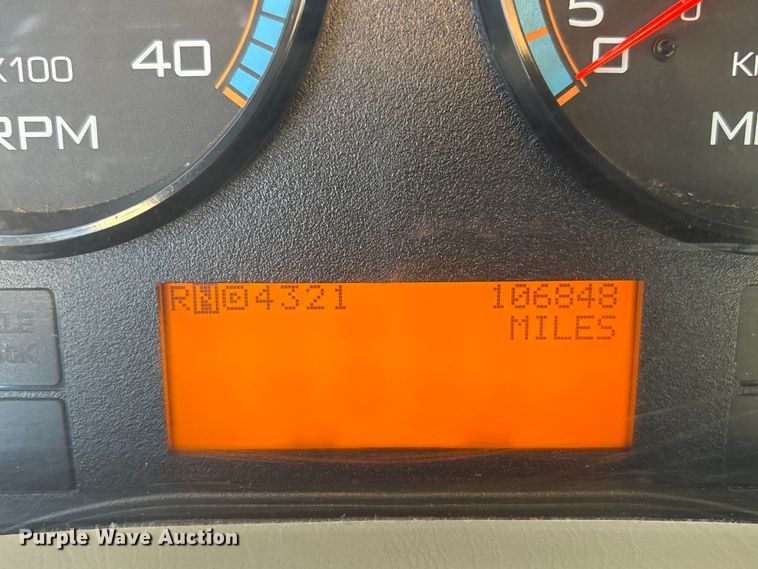 X100 40
RPM
5
0
K
M
RN⊡4321 106848
MILES
Purple Wave Auction